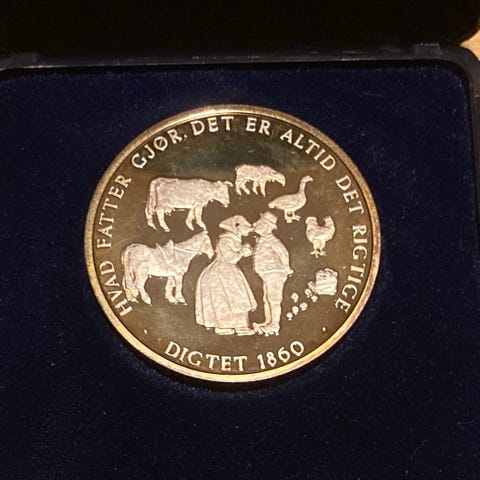 HVAD FATTER GJØR, DET ER ALTID DET RIGTIGE
· DIGTET 1860 ·